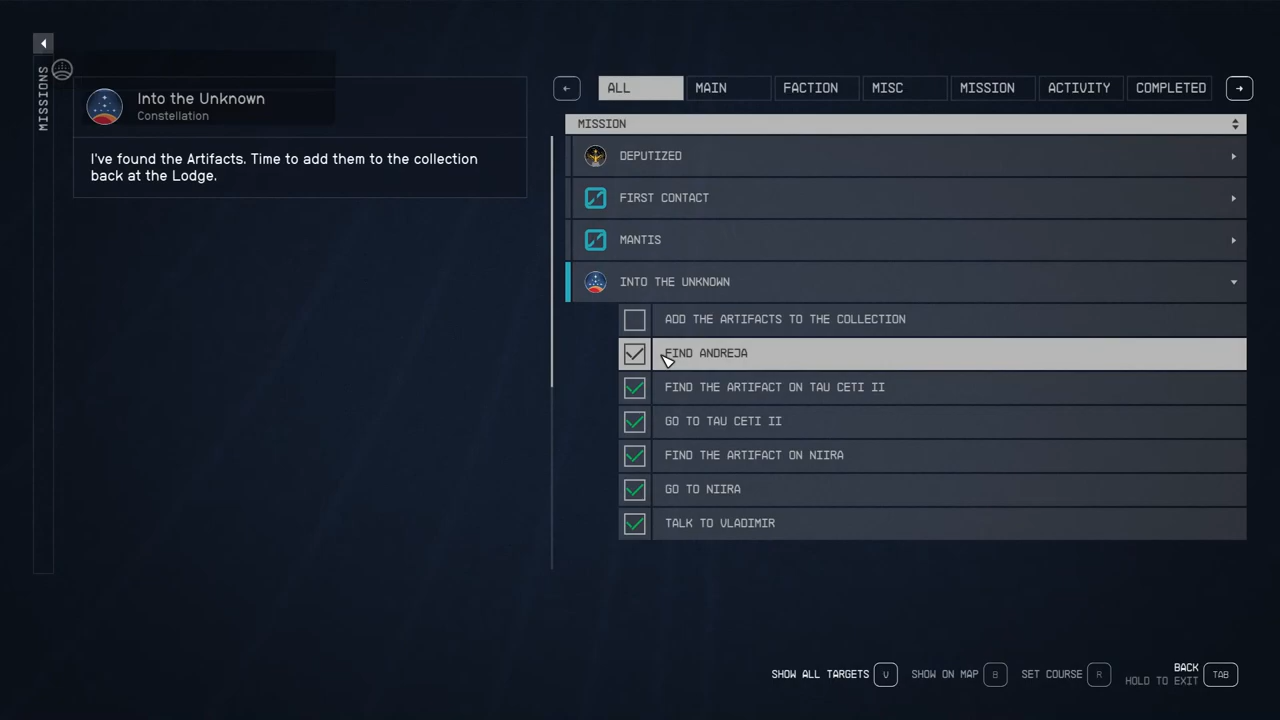 MISSIONS
Into the Unknown
Constellation
I've found the Artifacts. Time to add them to the collection
back at the Lodge.
ALL
MAIN
FACTION
MISC
MISSION
ACTIVITY
COMPLETED
MISSION
DEPUTIZED
FIRST CONTACT
MANTIS
INTO THE UNKNOWN
ADD THE ARTIFACTS TO THE COLLECTION
FIND ANDREJA
FIND THE ARTIFACT ON TAU CETI II
GO TO TAU CETI II
FIND THE ARTIFACT ON NIIRA
GO TO NIIRA
TALK TO VLADIMIR
SHOW ALL TARGETS V
SHOW ON MAP B
SET COURSE R
BACK
HOLD TO EXIT
TAB